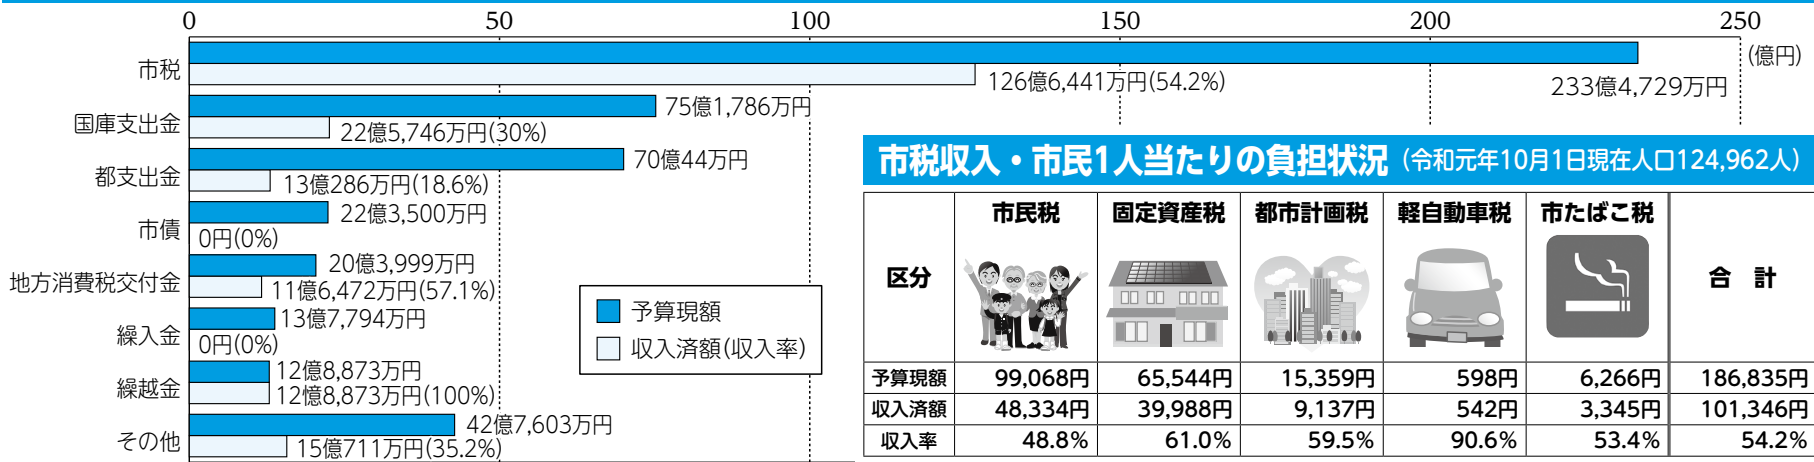 0 50 100 150 200 250
(億円)
市税
233億4,729万円
126億6,441万円(54.2%)
国庫支出金
75億1,786万円
22億5,746万円(30%)
都支出金
70億44万円
13億286万円(18.6%)
市債
22億3,500万円
0円(0%)
地方消費税交付金
20億3,999万円
11億6,472万円(57.1%)
繰入金
13億7,794万円
0円(0%)
繰越金
12億8,873万円
12億8,873万円(100%)
その他
42億7,603万円
15億711万円(35.2%)
予算現額
収入済額(収入率)
市税収入・市民1人当たりの負担状況(令和元年10月1日現在人口124,962人)
区分 市民税 固定資産税 都市計画税 軽自動車税 市たばこ税 合 計
予算現額 99,068円 65,544円 15,359円 598円 6,266円 186,835円
収入済額 48,334円 39,988円 9,137円 542円 3,345円 101,346円
収入率 48.8% 61.0% 59.5% 90.6% 53.4% 54.2%